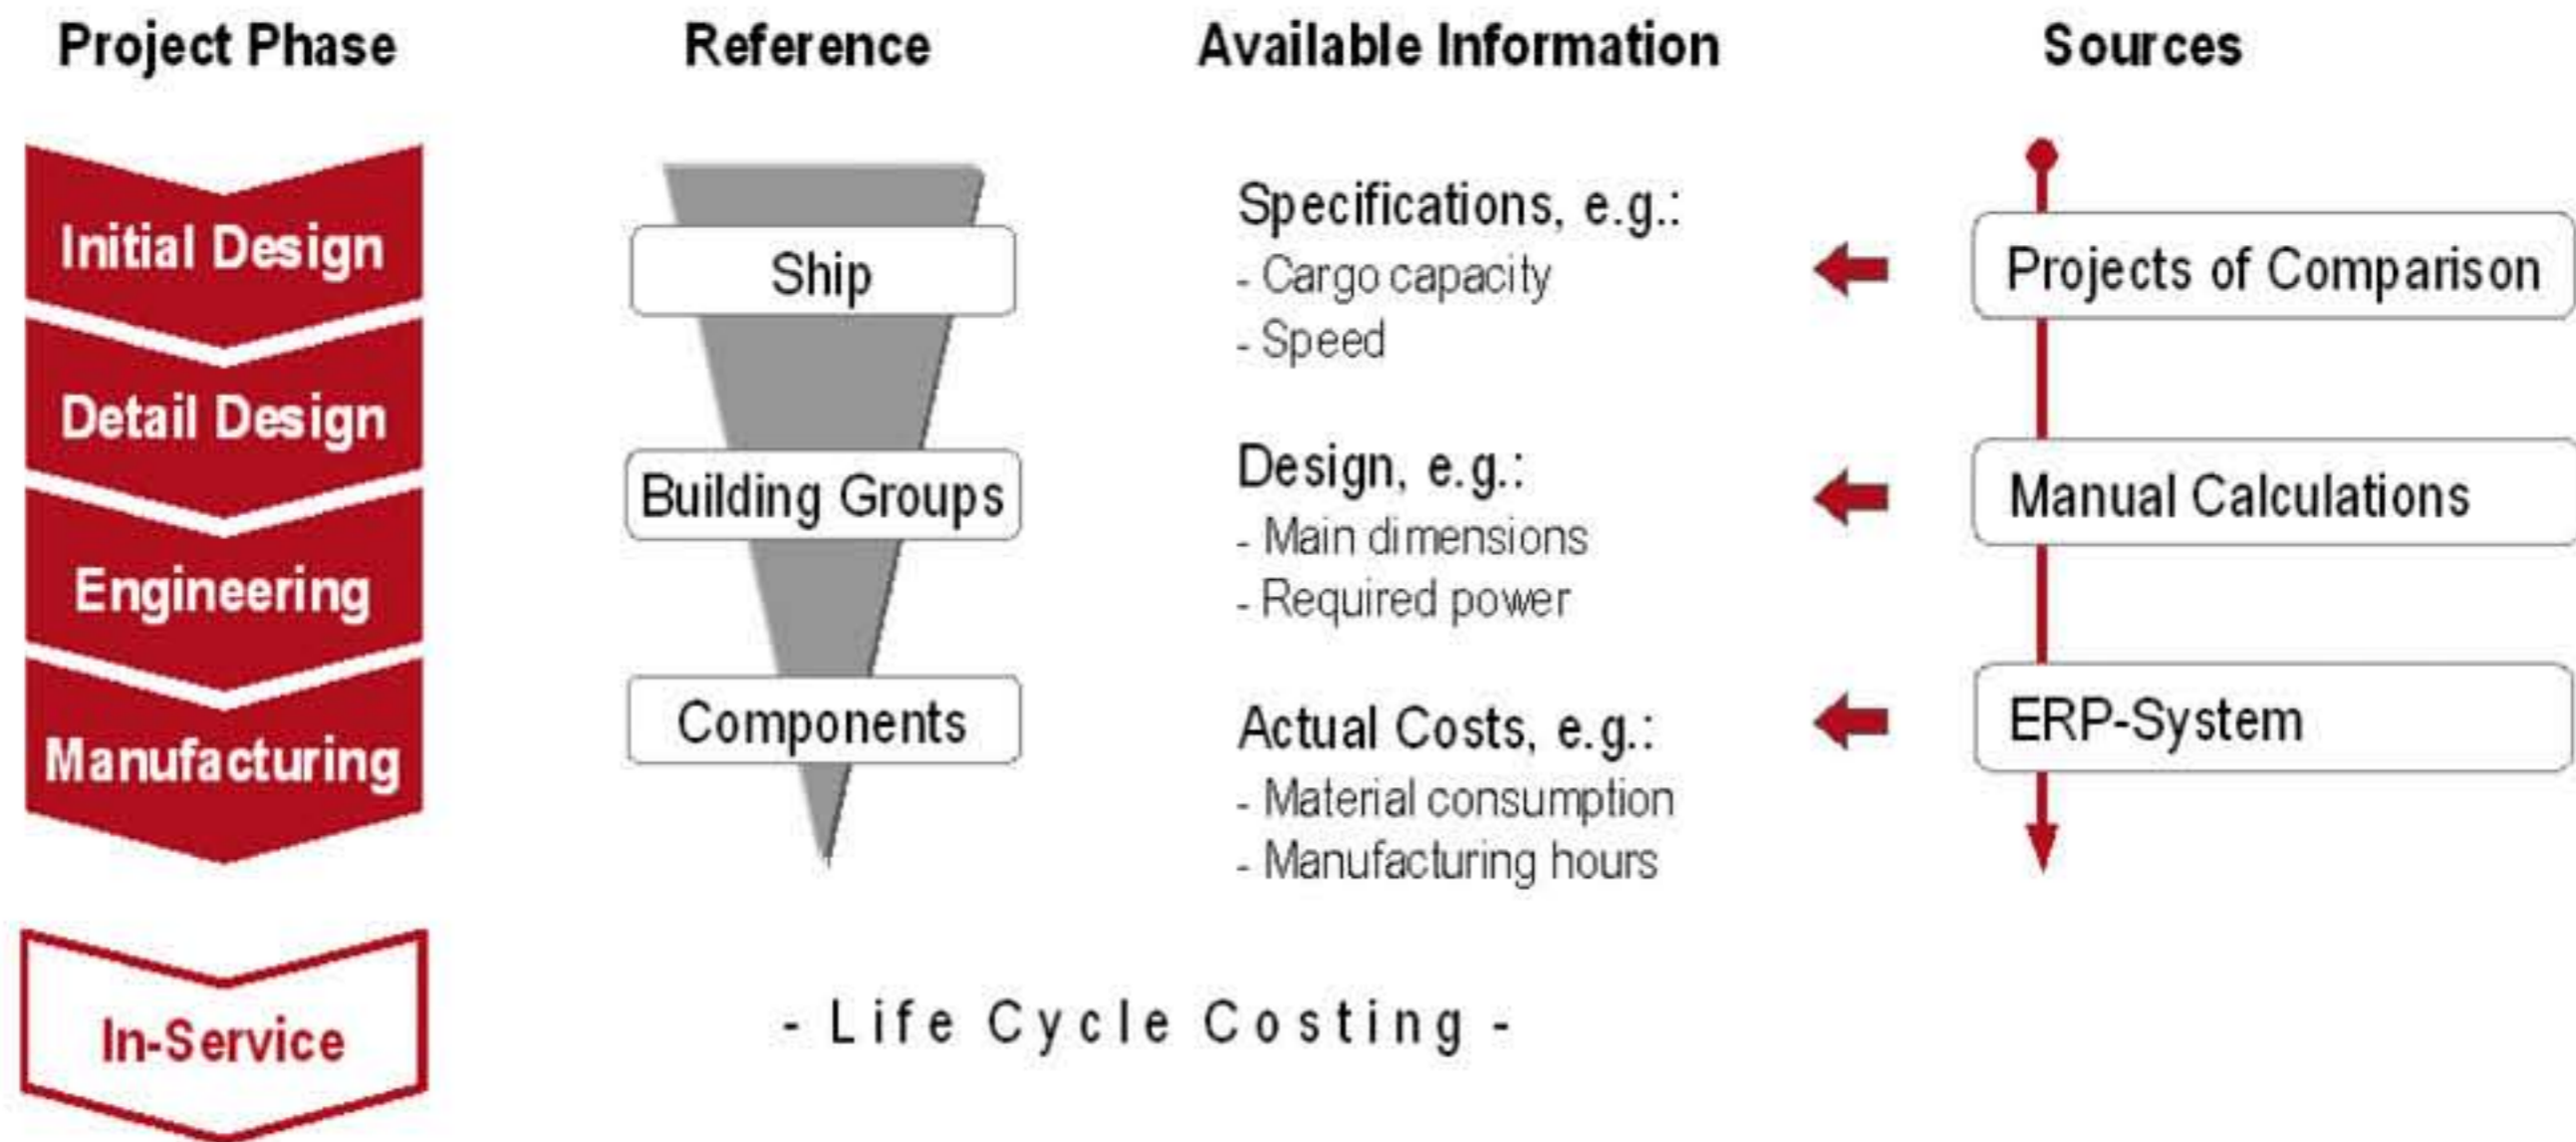 Project Phase
Reference
Available Information
Sources
Initial Design
Detail Design
Engineering
Manufacturing
In-Service
Ship
Building Groups
Components
Specifications, e.g.:
- Cargo capacity
- Speed
Design, e.g.:
- Main dimensions
- Required power
Actual Costs, e.g.:
- Material consumption
- Manufacturing hours
Projects of Comparison
Manual Calculations
ERP-System
- Life Cycle Costing -